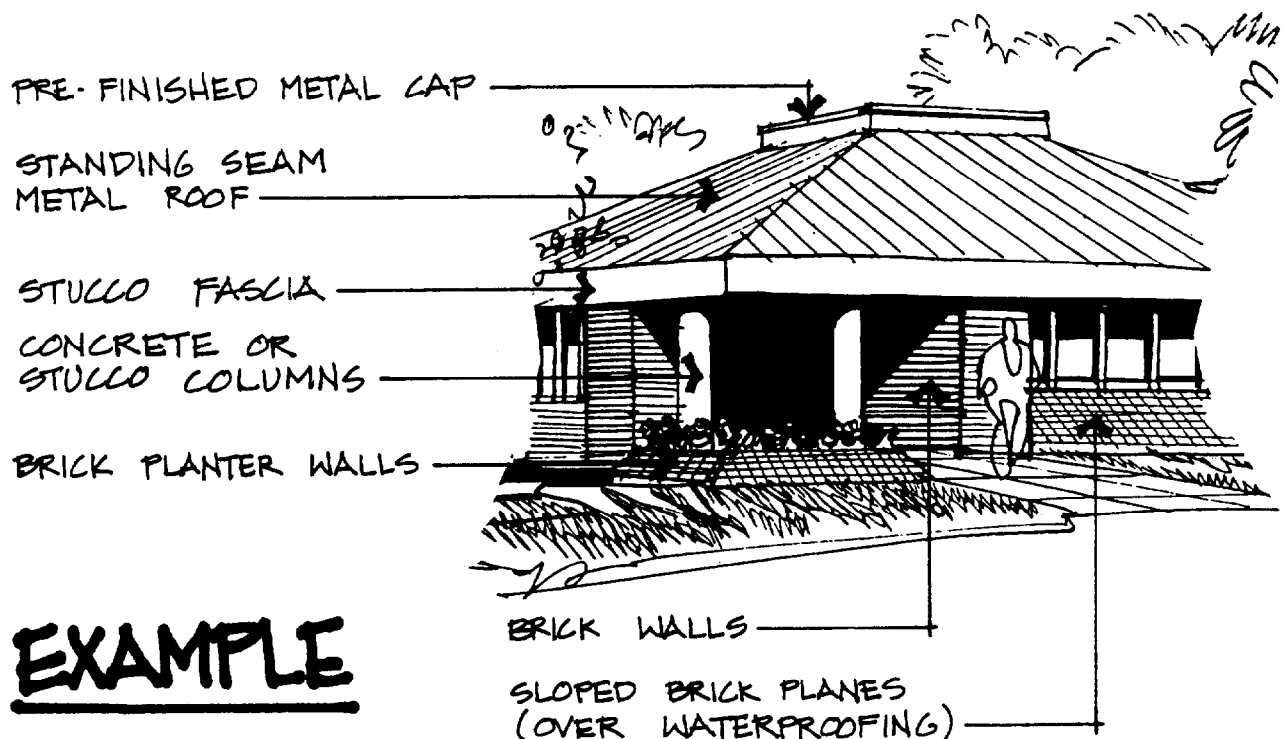 PRE-FINISHED METAL CAP
STANDING SEAM
METAL ROOF
STUCCO FASCIA
CONCRETE OR
STUCCO COLUMNS
BRICK PLANTER WALLS
EXAMPLE
BRICK WALLS
SLOPED BRICK PLANES
(OVER WATERPROOFING)